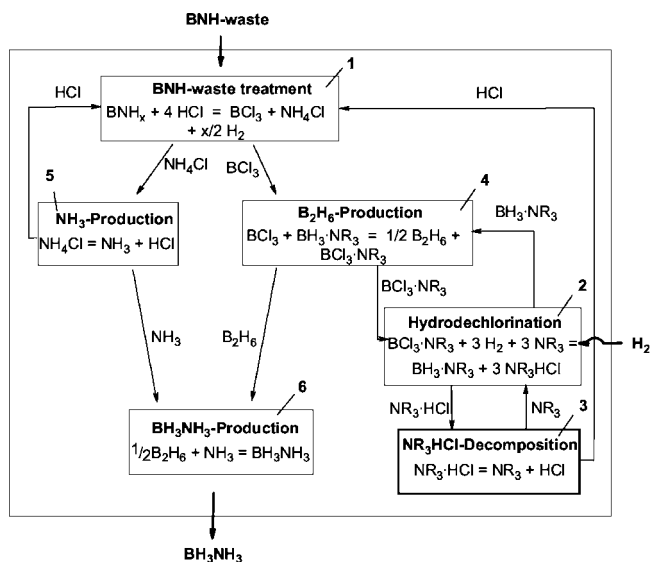 BNH-waste
1
HCl
BNH-waste treatment
HCl
BNHₓ + 4 HCl = BCl₃ + NH₄Cl
+ x/2 H₂
5
NH₄Cl
BCl₃
4
NH₃-Production
NH₄Cl = NH₃ + HCl
B₂H₆-Production
BCl₃ + BH₃·NR₃ = 1/2 B₂H₆ +
BCl₃·NR₃
BH₃·NR₃
BCl₃·NR₃
2
NH₃
B₂H₆
Hydrodechlorination
BCl₃·NR₃ + 3 H₂ + 3 NR₃ =
BH₃·NR₃ + 3 NR₃HCl
H₂
6
NR₃·HCl
NR₃
3
BH₃NH₃-Production
1/2B₂H₆ + NH₃ = BH₃NH₃
NR₃HCl-Decomposition
NR₃·HCl = NR₃ + HCl
BH₃NH₃